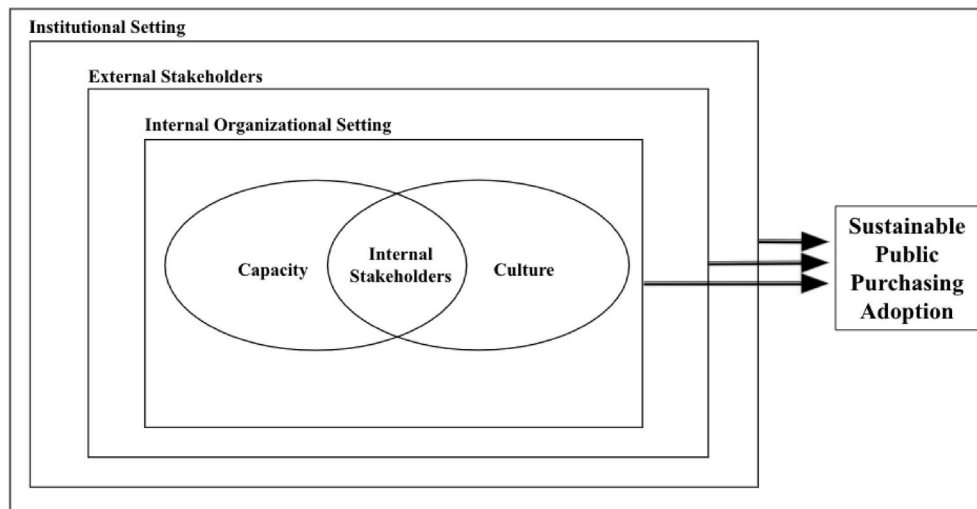 Institutional Setting
External Stakeholders
Internal Organizational Setting
Capacity
Internal
Stakeholders
Culture
Sustainable
Public
Purchasing
Adoption